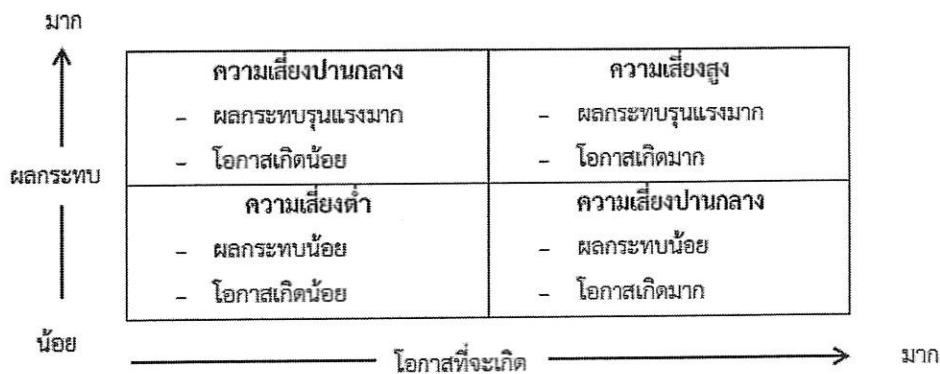 มาก
ความเสี่ยงปานกลาง
- ผลกระทบรุนแรงมาก
- โอกาสเกิดน้อย
ความเสี่ยงสูง
- ผลกระทบรุนแรงมาก
- โอกาสเกิดมาก
ผลกระทบ
ความเสี่ยงต่ำ
- ผลกระทบน้อย
- โอกาสเกิดน้อย
ความเสี่ยงปานกลาง
- ผลกระทบน้อย
- โอกาสเกิดมาก
น้อย
โอกาสที่จะเกิด
มาก